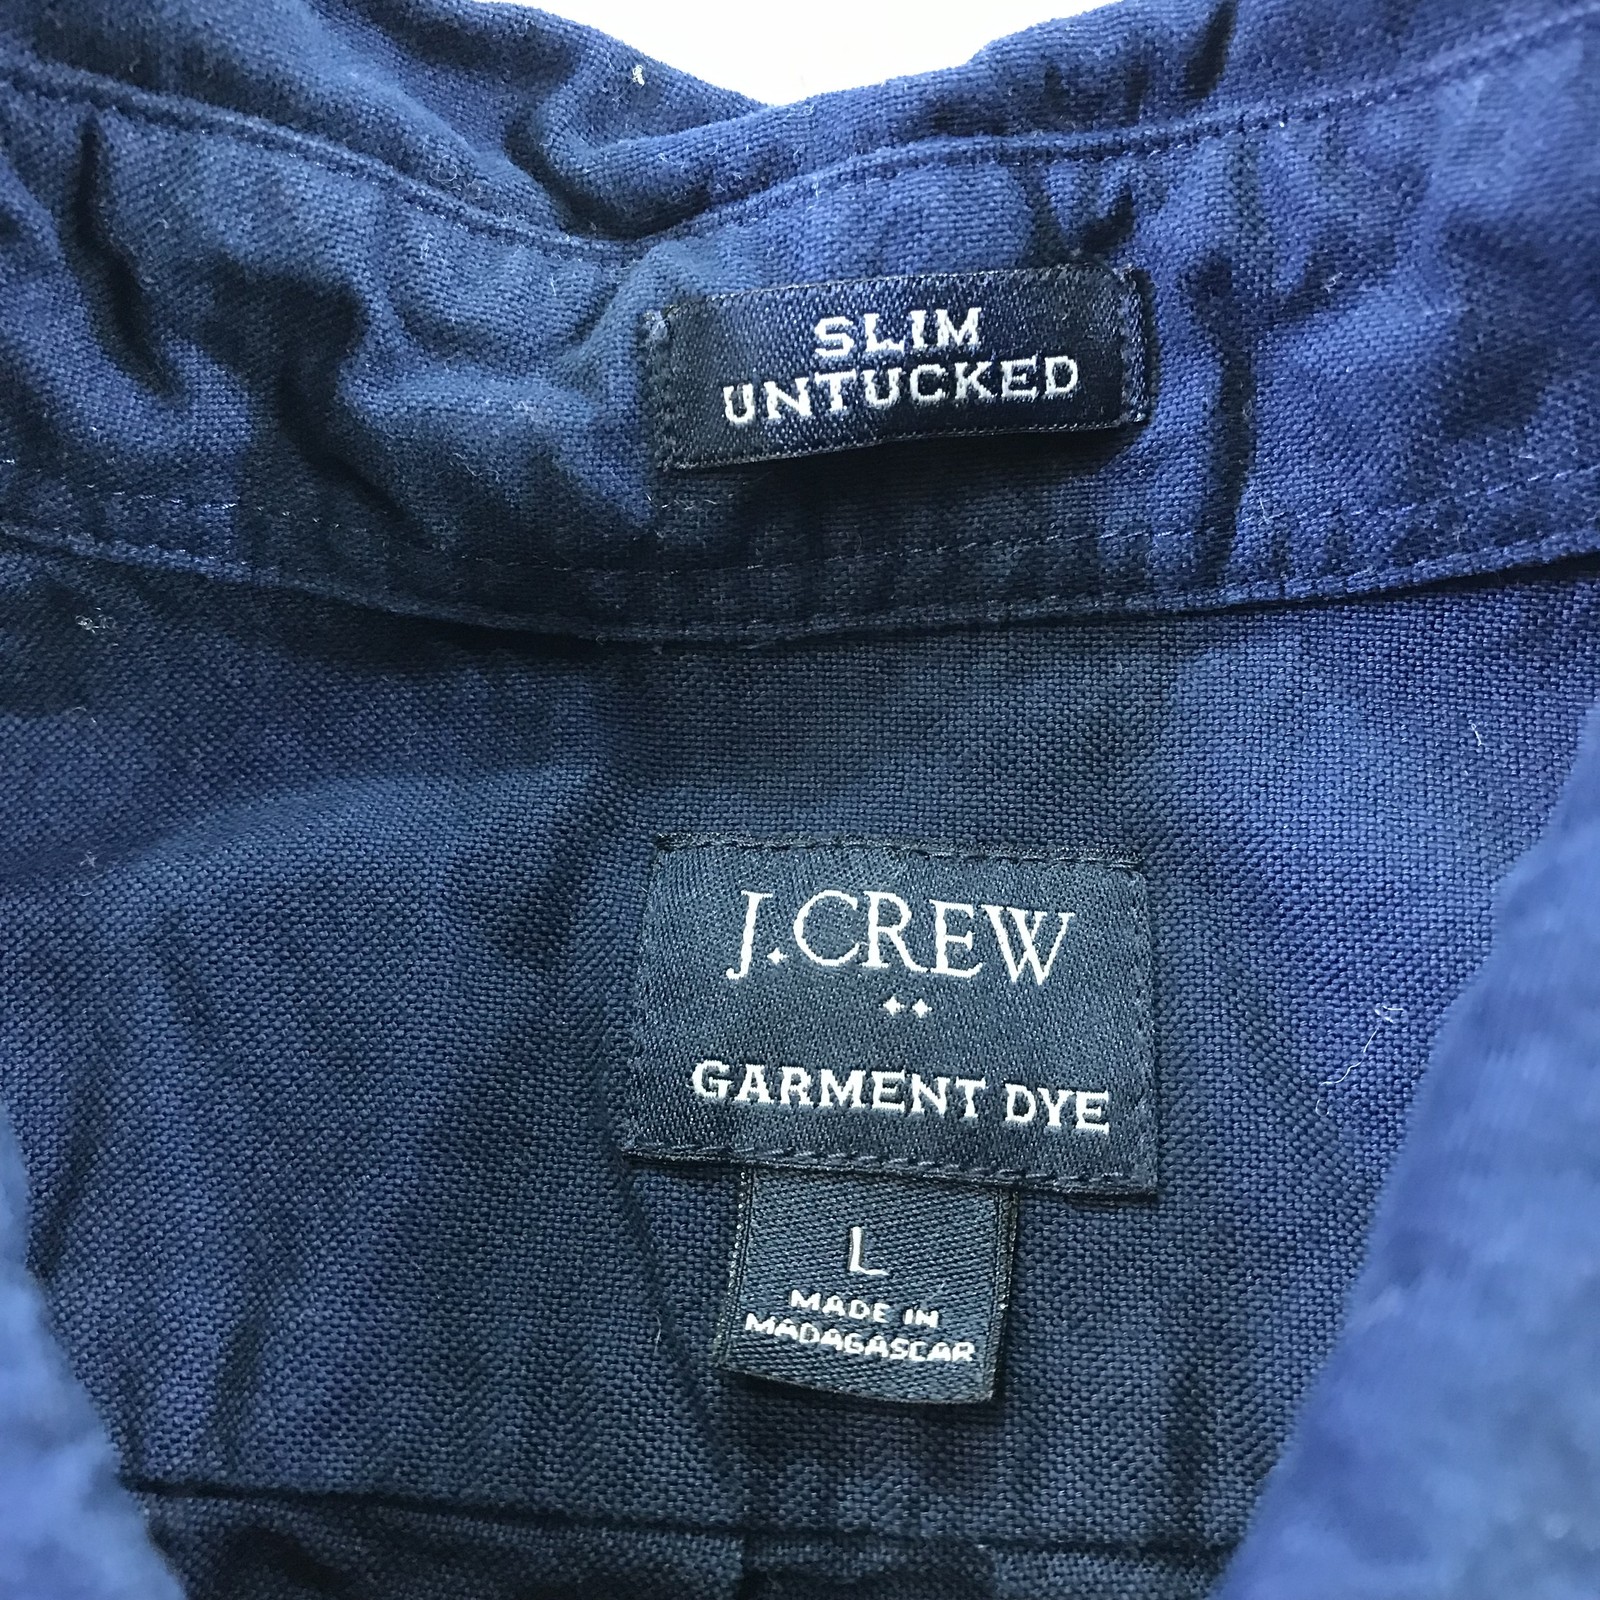 SLIM
UNTUCKED
J.CREW
GARMENT DYE
L
MADE IN
MADAGASCAR